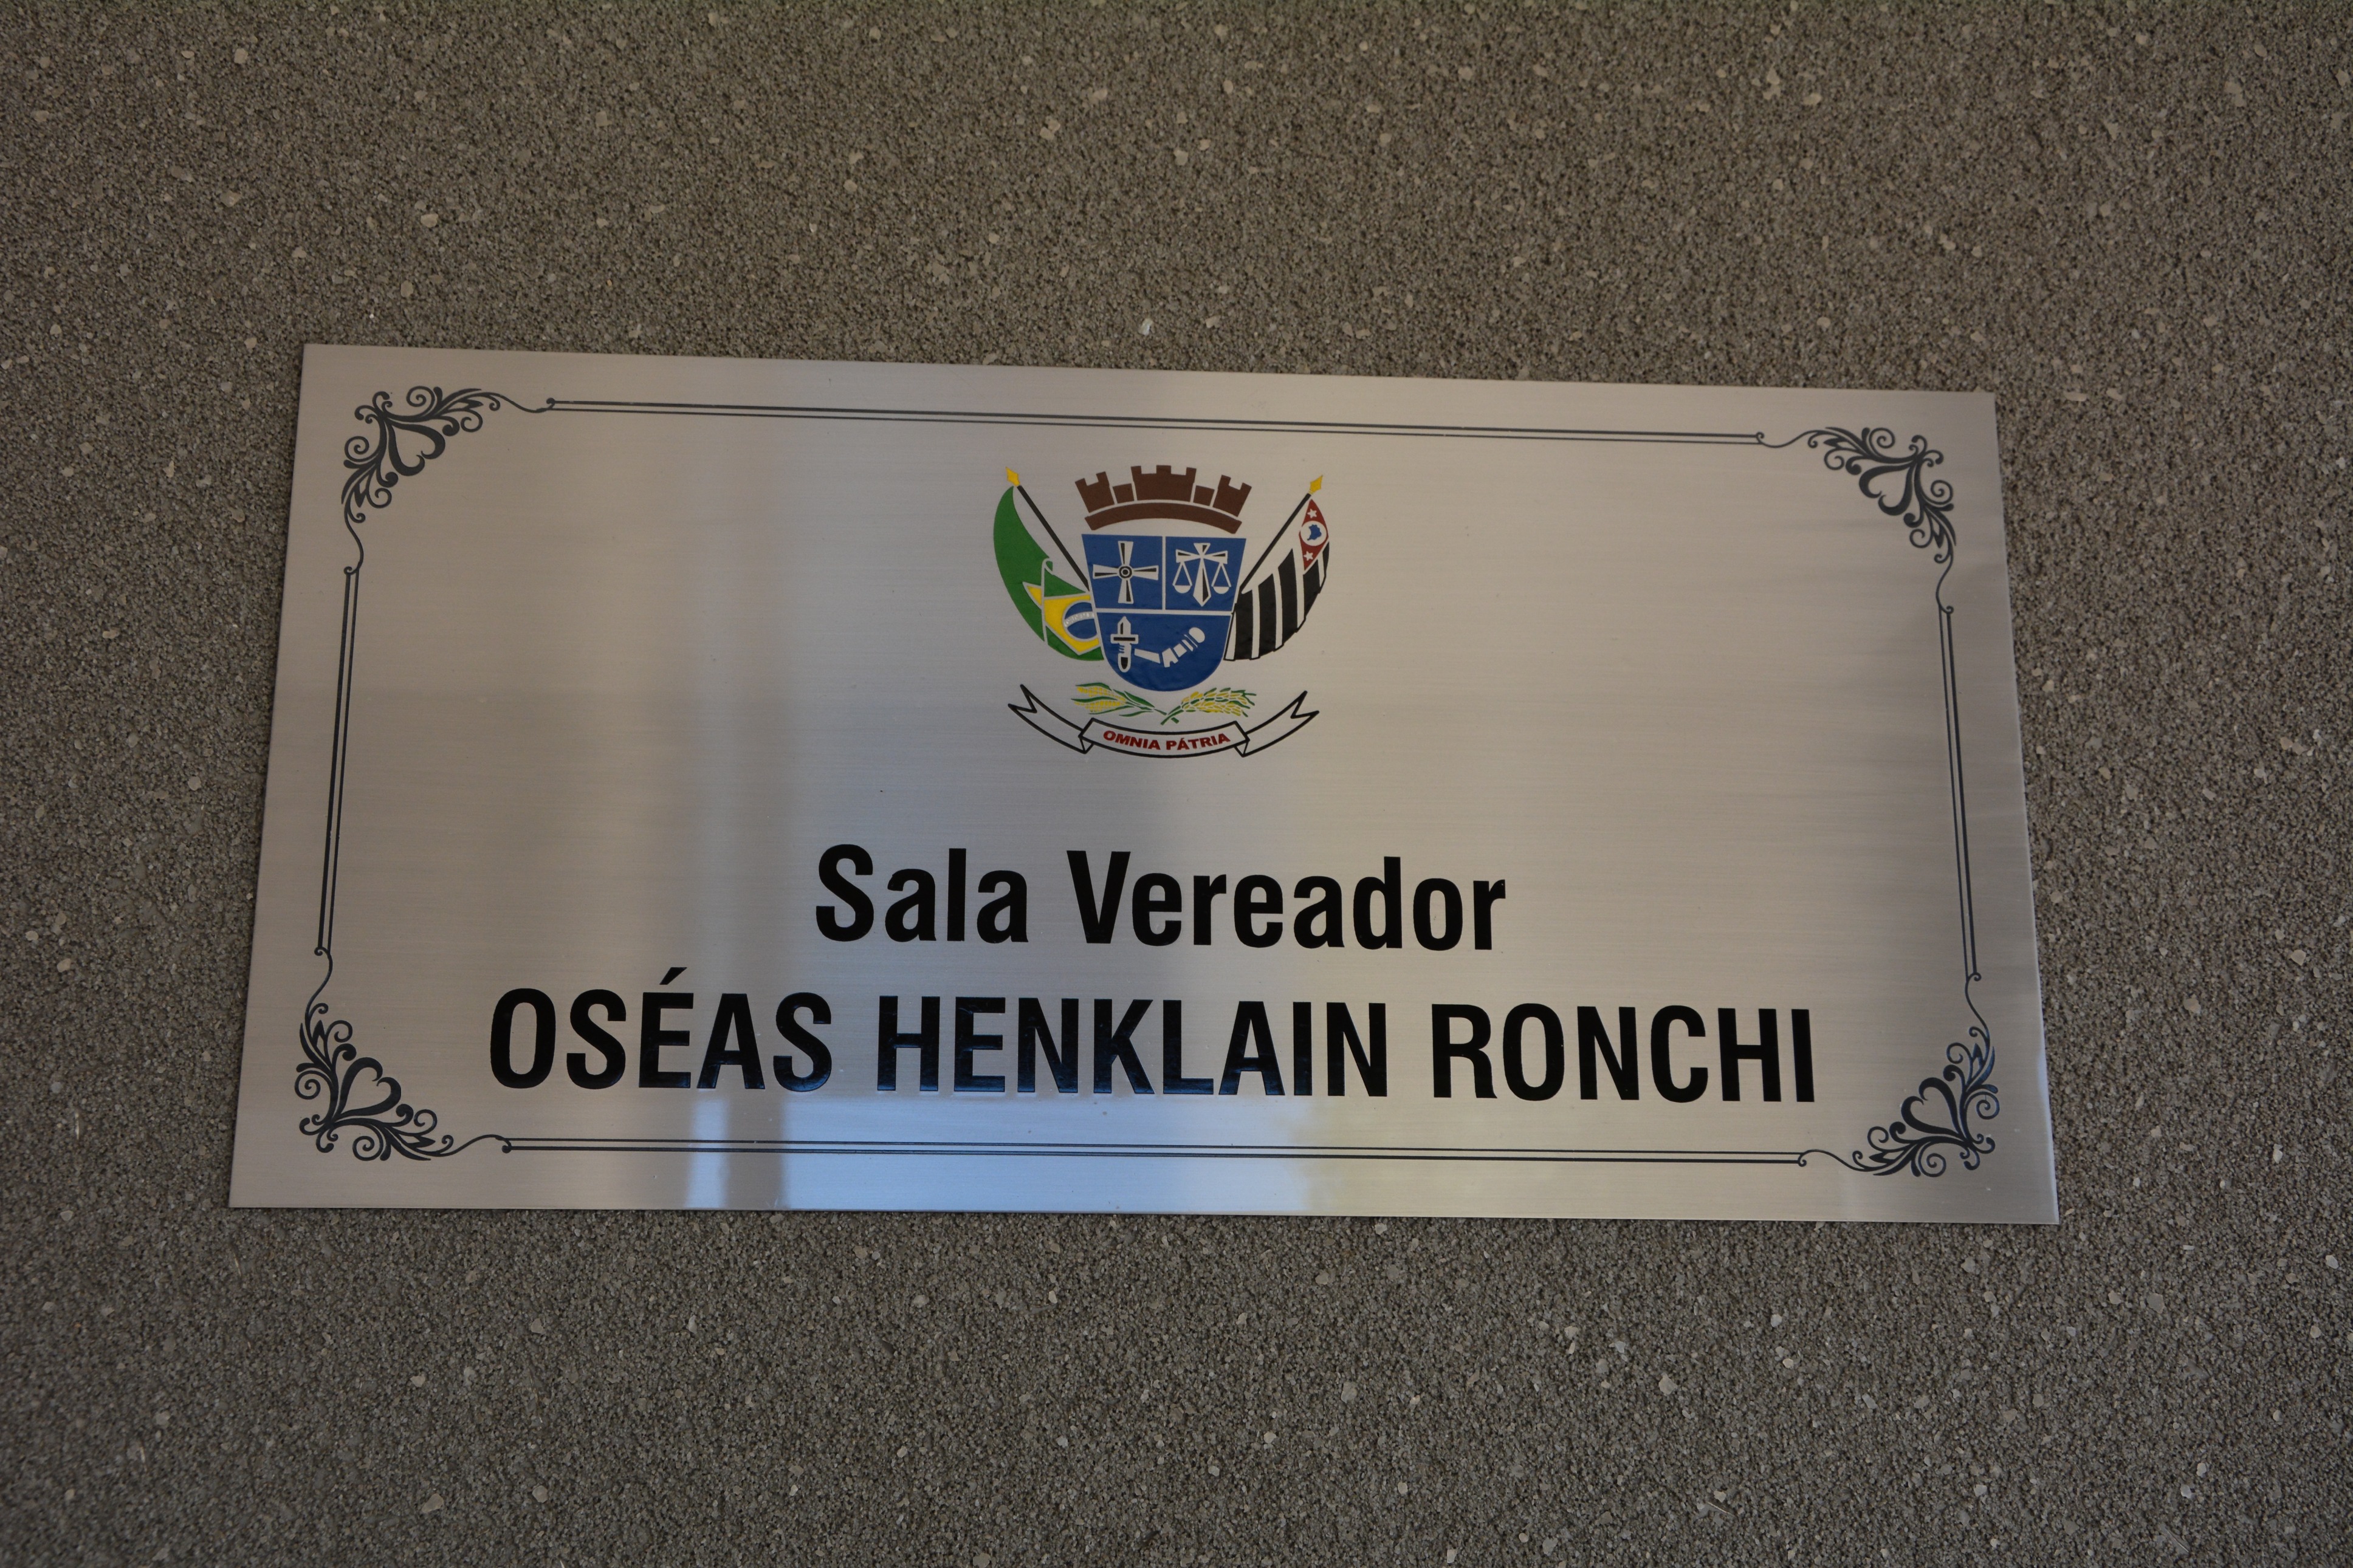 OMNIA PÁTRIA
Sala Vereador
OSÉAS HENKLAIN RONCHI